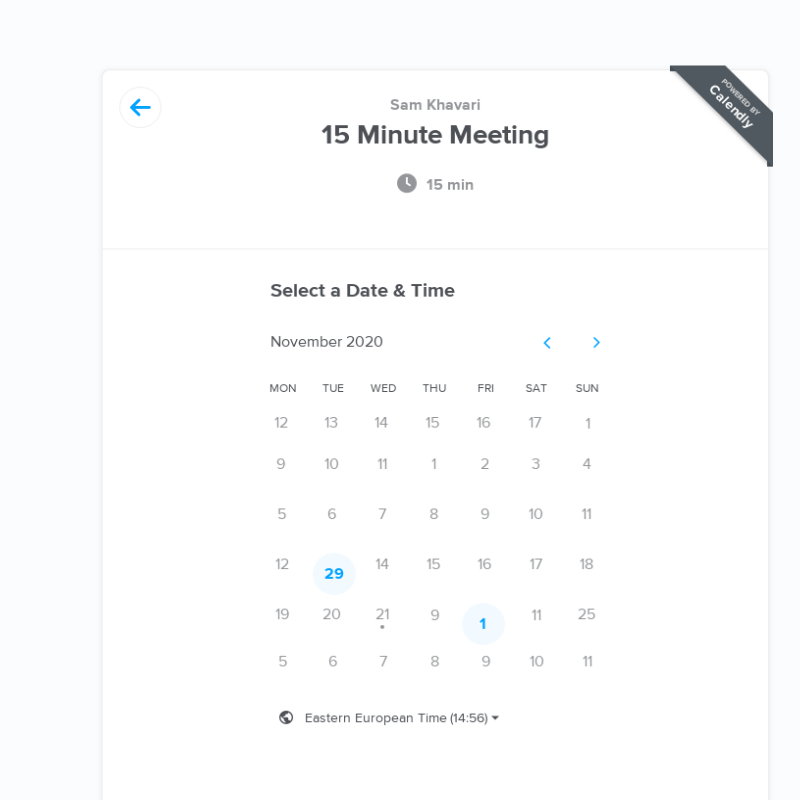 POWERED BY
Calendly
Sam Khavari
15 Minute Meeting
15 min
Select a Date & Time
November 2020
MON TUE WED THU FRI SAT SUN
12 13 14 15 16 17 1
9 10 11 1 2 3 4
5 6 7 8 9 10 11
12 29 14 15 16 17 18
19 20 21 9 1 11 25
5 6 7 8 9 10 11
Eastern European Time (14:56)